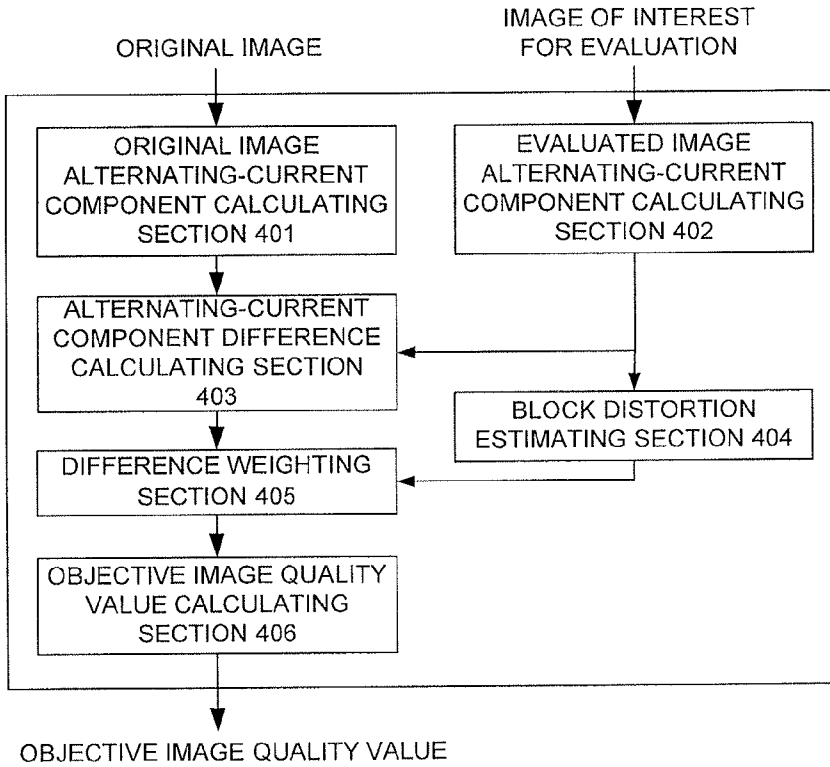 ORIGINAL IMAGE
IMAGE OF INTEREST
FOR EVALUATION
ORIGINAL IMAGE
ALTERNATING-CURRENT
COMPONENT CALCULATING
SECTION 401
EVALUATED IMAGE
ALTERNATING-CURRENT
COMPONENT CALCULATING
SECTION 402
ALTERNATING-CURRENT
COMPONENT DIFFERENCE
CALCULATING SECTION
403
BLOCK DISTORTION
ESTIMATING SECTION 404
DIFFERENCE WEIGHTING
SECTION 405
OBJECTIVE IMAGE QUALITY
VALUE CALCULATING
SECTION 406
OBJECTIVE IMAGE QUALITY VALUE